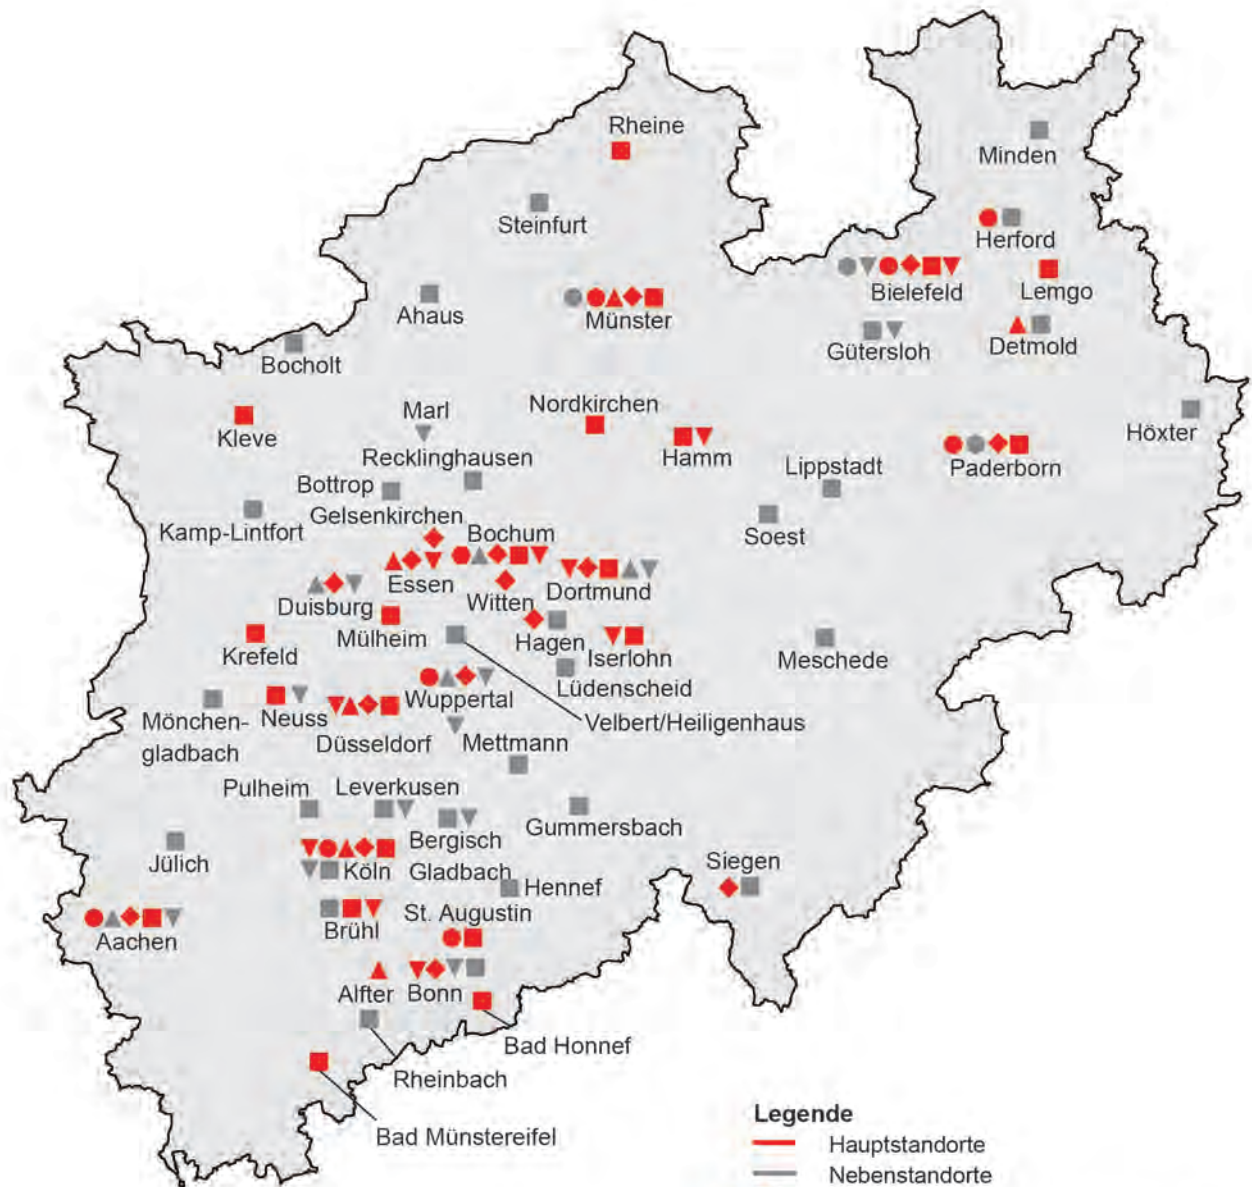 Rheine
Minden
Steinfurt
Herford
Bielefeld
Lemgo
Ahaus
Münster
Gütersloh
Detmold
Bocholt
Nordkirchen
Marl
Kleve
Höxter
Hamm
Recklinghausen
Lippstadt
Paderborn
Bottrop
Gelsenkirchen
Kamp-Lintfort
Bochum
Soest
Essen
Witten
Dortmund
Duisburg
Mülheim
Hagen
Krefeld
Iserlohn
Meschede
Lüdenscheid
Wuppertal
Neuss
Velbert/Heiligenhaus
Mönchen-
gladbach
Düsseldorf
Mettmann
Pulheim
Leverkusen
Gummersbach
Bergisch
Gladbach
Jülich
Köln
Siegen
Hennef
St. Augustin
Brühl
Aachen
Alfter
Bonn
Bad Honnef
Rheinbach
Bad Münstereifel
Legende
Hauptstandorte
Nebenstandorte